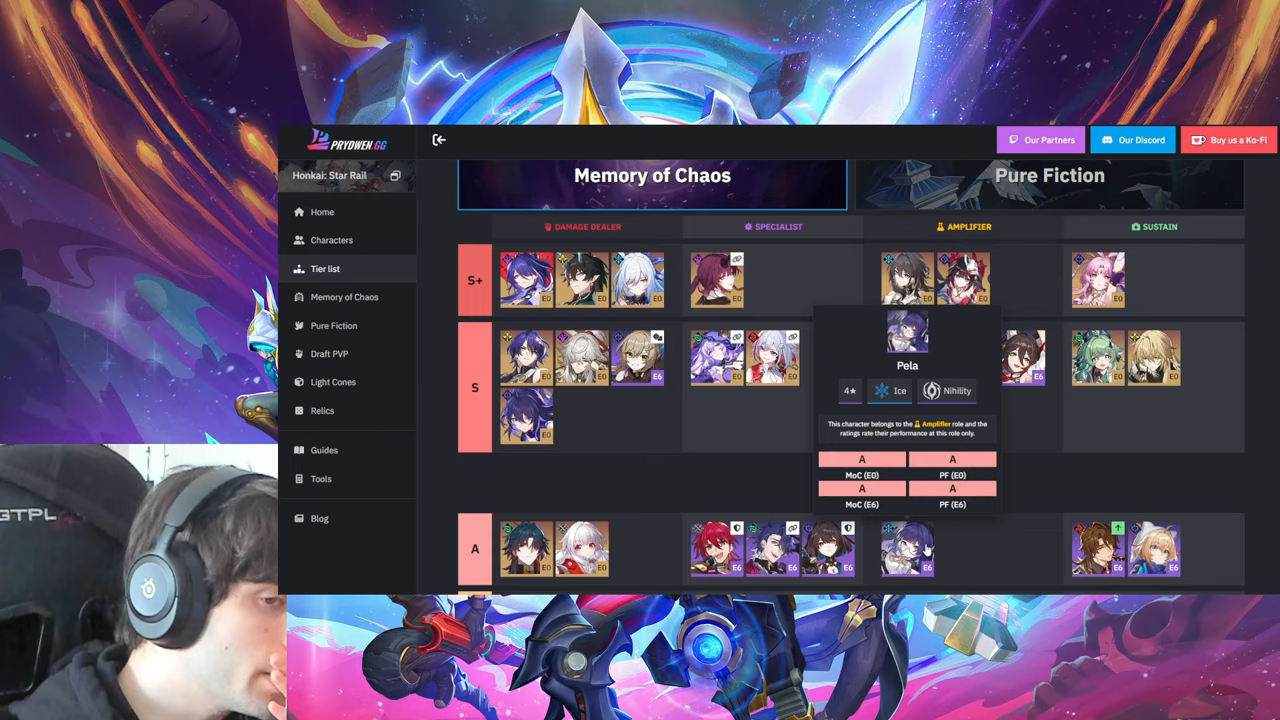 PRYDWEN.GG
Our Partners
Our Discord
Buy us a Ko-Fi
Honkai: Star Rail
Home
Characters
Tier list
Memory of Chaos
Pure Fiction
Draft PVP
Light Cones
Relics
Guides
Tools
Blog
Memory of Chaos
Pure Fiction
DAMAGE DEALER
SPECIALIST
AMPLIFIER
SUSTAIN
S+
E0 E0 E0 E0 E0 E0 E0
S
E0 E0 E6 E0 E0 E6 E0 E0
E0
Pela
4★
Ice
Nihility
This character belongs to the Amplifier role and the
ratings rate their performance at this role only.
A A
MoC (E0) PF (E0)
A A
MoC (E6) PF (E6)
A
E0 E0 E6 E6 E6 E6 E6 E6
GTPL